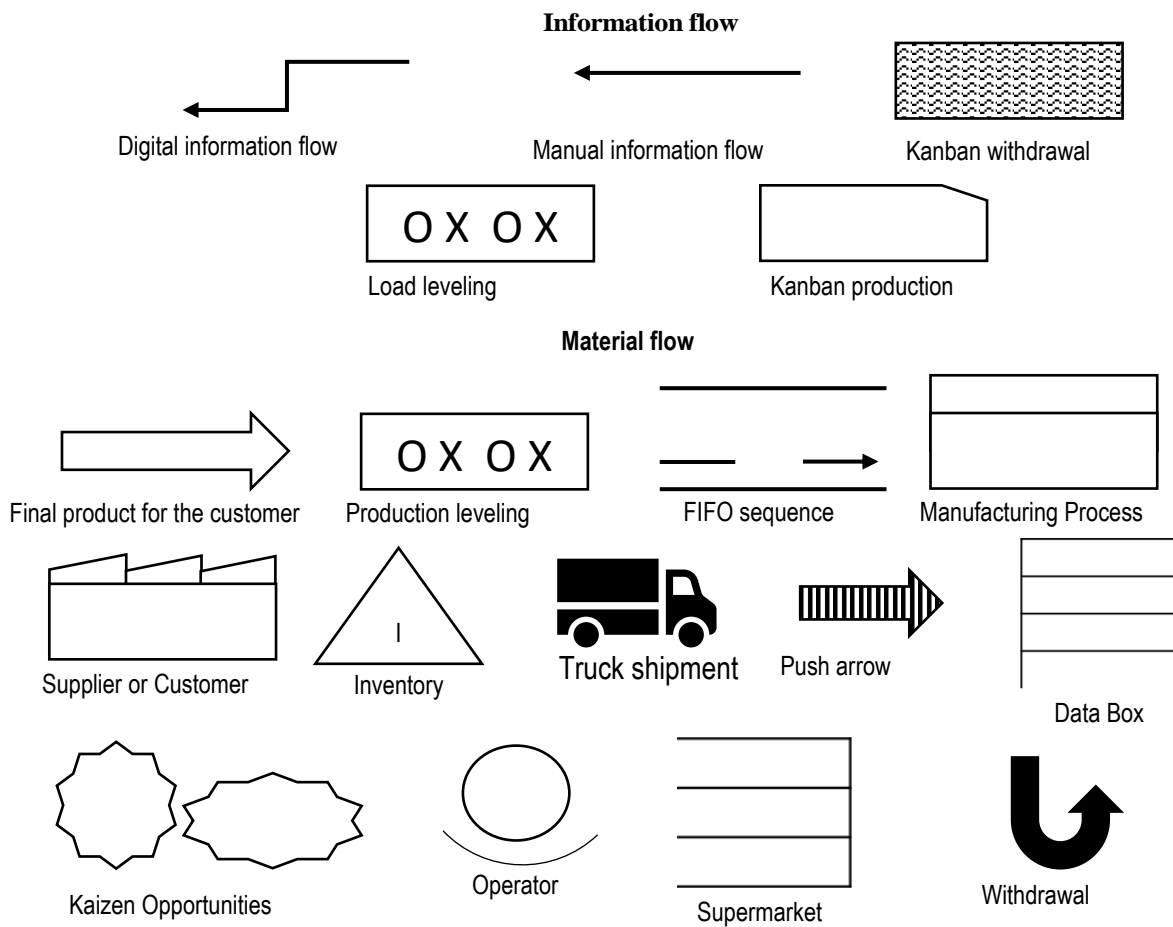 Information flow
Digital information flow
Manual information flow
Kanban withdrawal
O X O X
Load leveling
Kanban production
Material flow
O X O X
Final product for the customer
Production leveling
FIFO sequence
Manufacturing Process
I
Supplier or Customer
Inventory
Truck shipment
Push arrow
Data Box
Kaizen Opportunities
Operator
Supermarket
Withdrawal